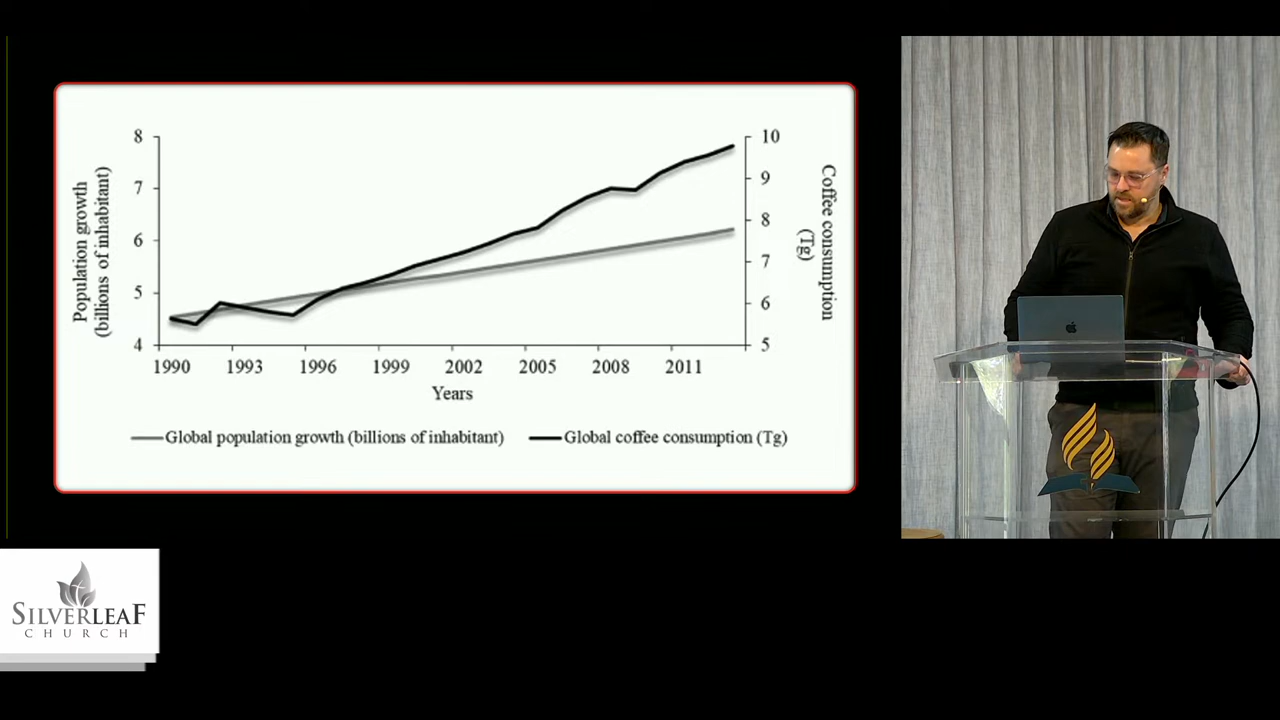 8
7
6
5
4
Population growth
(billions of inhabitant)
10
9
8
7
6
5
Coffee consumption
(Tg)
1990 1993 1996 1999 2002 2005 2008 2011
Years
Global population growth (billions of inhabitant) Global coffee consumption (Tg)
SILVERLEAF
CHURCH